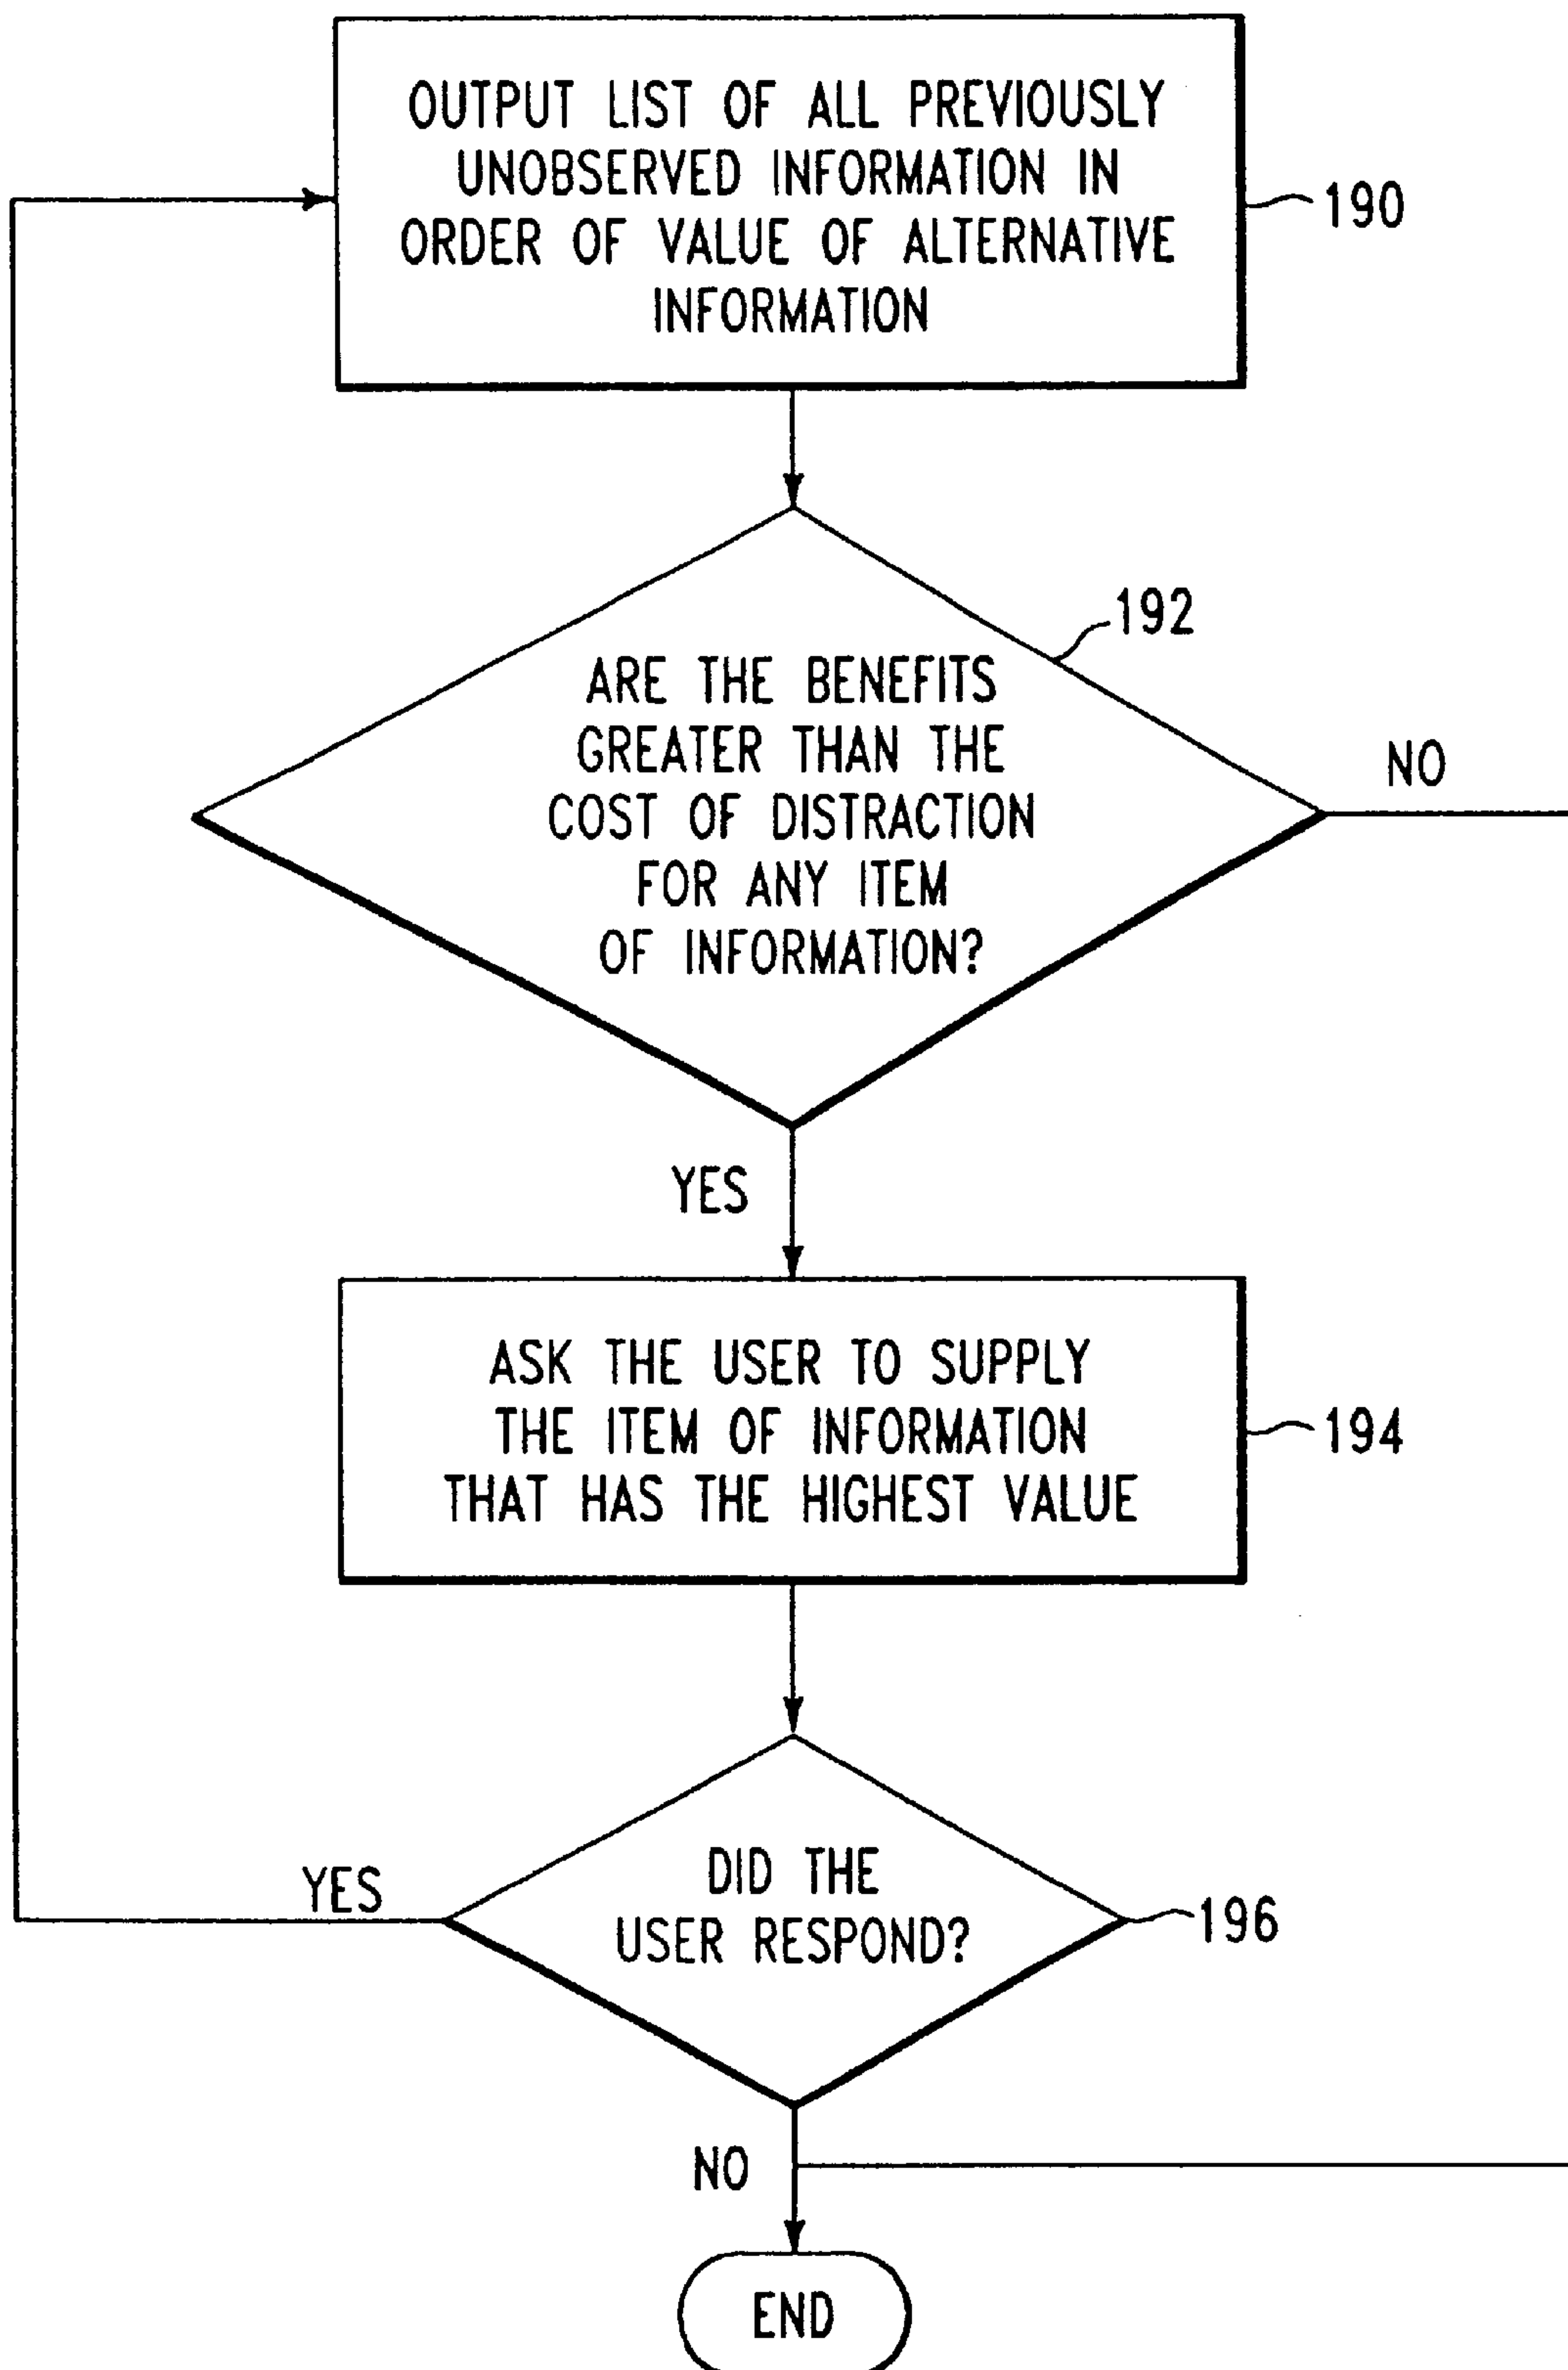 OUTPUT LIST OF ALL PREVIOUSLY
UNOBSERVED INFORMATION IN
ORDER OF VALUE OF ALTERNATIVE
INFORMATION
190
192
ARE THE BENEFITS
GREATER THAN THE
COST OF DISTRACTION
FOR ANY ITEM
OF INFORMATION?
NO
YES
ASK THE USER TO SUPPLY
THE ITEM OF INFORMATION
THAT HAS THE HIGHEST VALUE
194
YES
DID THE
USER RESPOND?
196
NO
END